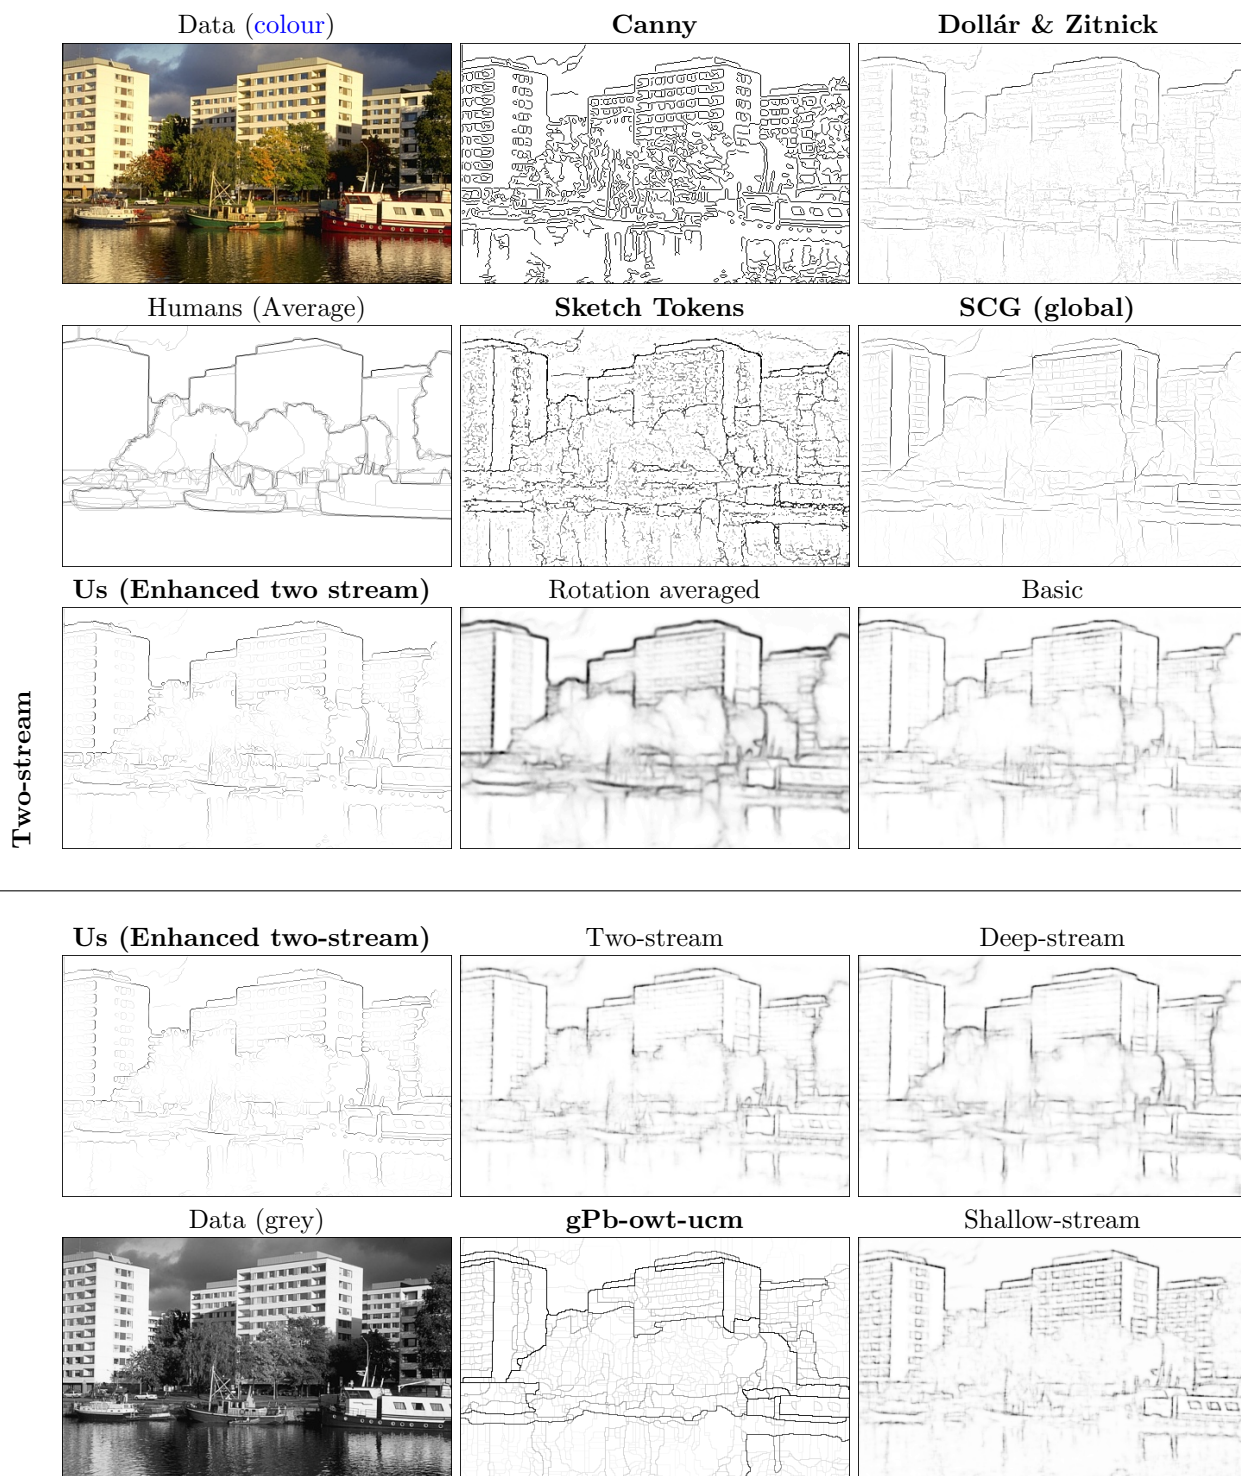 Data (colour)
Canny
Dollár & Zitnick
Humans (Average)
Sketch Tokens
SCG (global)
Us (Enhanced two stream)
Rotation averaged
Basic
Two-stream
Us (Enhanced two-stream)
Two-stream
Deep-stream
Data (grey)
gPb-owt-ucm
Shallow-stream